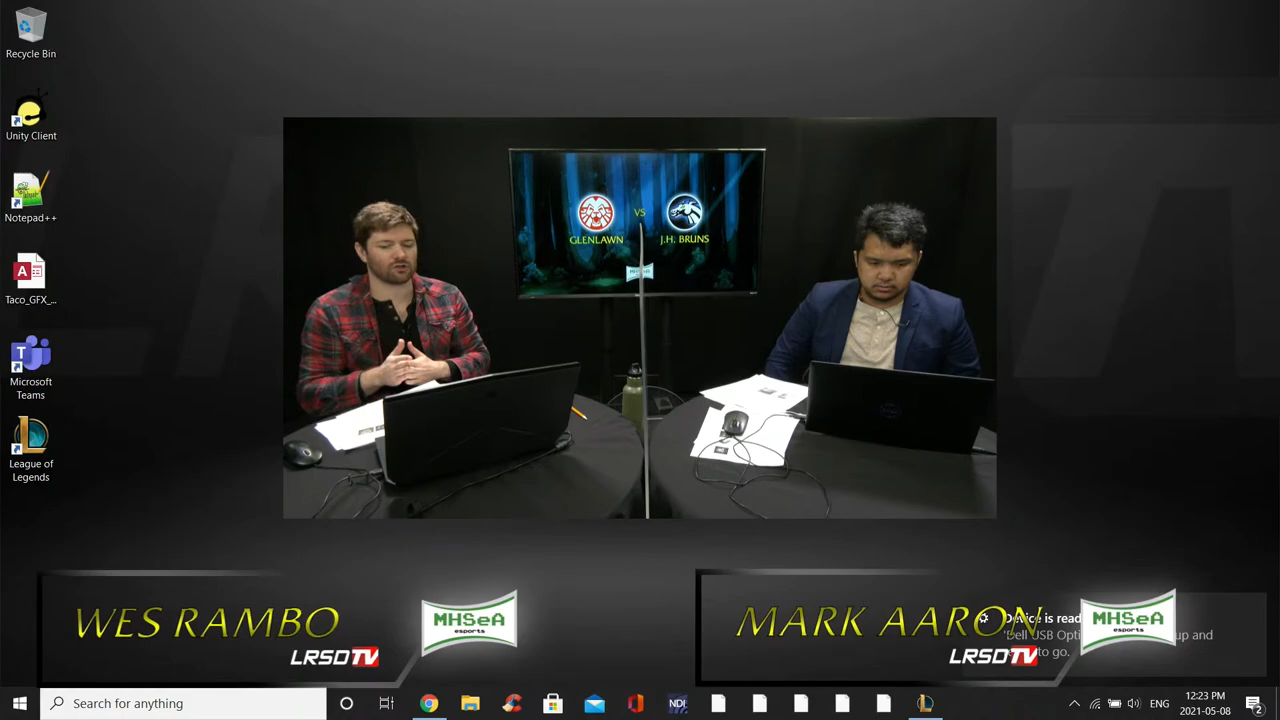 Recycle Bin
Unity Client
Notepad++
Taco_GFX_...
Microsoft
Teams
League of
Legends
GLENLAWN
VS
J.H. BRUNS
WES RAMBO
MHSeA
esports
LRSDTV
MARK AARON
MHSeA
esports
LRSDTV
Device is read
'Dell USB Opti
up and
to go.
Search for anything
NDI
ENG
12:23 PM
2021-05-08
2